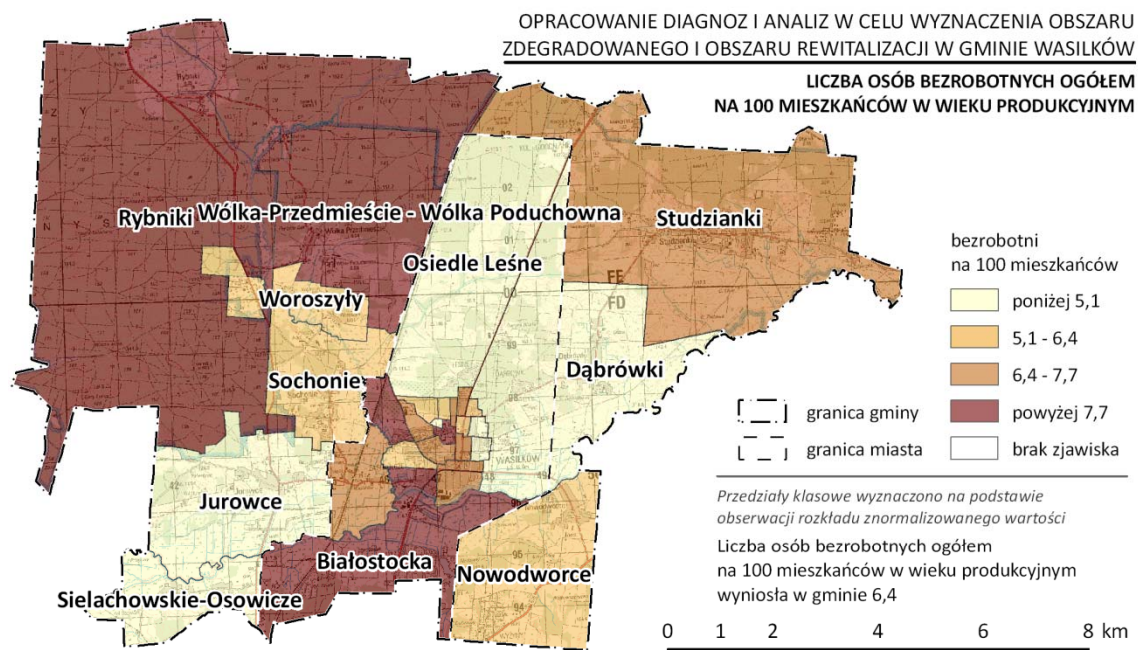 OPRACOWANIE DIAGNOZ I ANALIZ W CELU WYZNACZENIA OBSZARU
ZDEGRADOWANEGO I OBSZARU REWITALIZACJI W GMINIE WASILKÓW
LICZBA OSÓB BEZROBOTNYCH OGÓŁEM
NA 100 MIESZKAŃCÓW W WIEKU PRODUKCYJNYM
Rybniki
Wólka-Przedmieście - Wólka Poduchowna
Studzianki
Osiedle Leśne
Woroszyły
Sochonie
Dąbrówki
Jurowce
Białostocka
Nowodworce
Sielachowskie-Osowicze
WASILKÓW
FE
FD
bezrobotni
na 100 mieszkańców
poniżej 5,1
5,1 - 6,4
6,4 - 7,7
powyżej 7,7
brak zjawiska
granica gminy
granica miasta
Przedziały klasowe wyznaczono na podstawie
obserwacji rozkładu znormalizowanego wartości
Liczba osób bezrobotnych ogółem
na 100 mieszkańców w wieku produkcyjnym
wyniosła w gminie 6,4
0 1 2 4 6 8 km